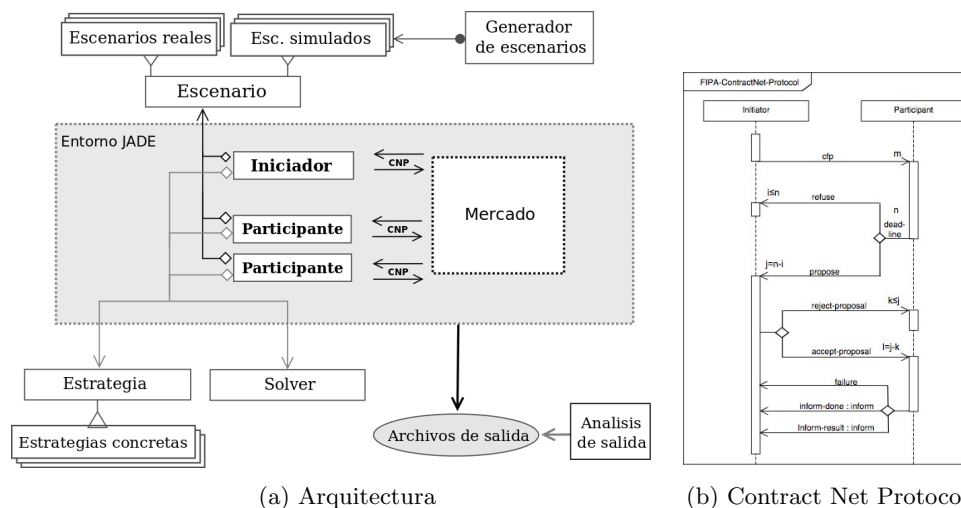 Escenarios reales
Esc. simulados
Generador
de escenarios
Escenario
Entorno JADE
Iniciador
CNP
Mercado
Participante
CNP
Participante
CNP
Estrategia
Solver
Estrategias concretas
Archivos de salida
Analisis
de salida
(a) Arquitectura
FIPA-ContractNet-Protocol
Initiator
Participant
cfp
m
i≤n
refuse
n
dead-
line
j=n-i
propose
reject-proposal
k≤j
accept-proposal
l=j-k
failure
inform-done : inform
Inform-result : inform
(b) Contract Net Protoco